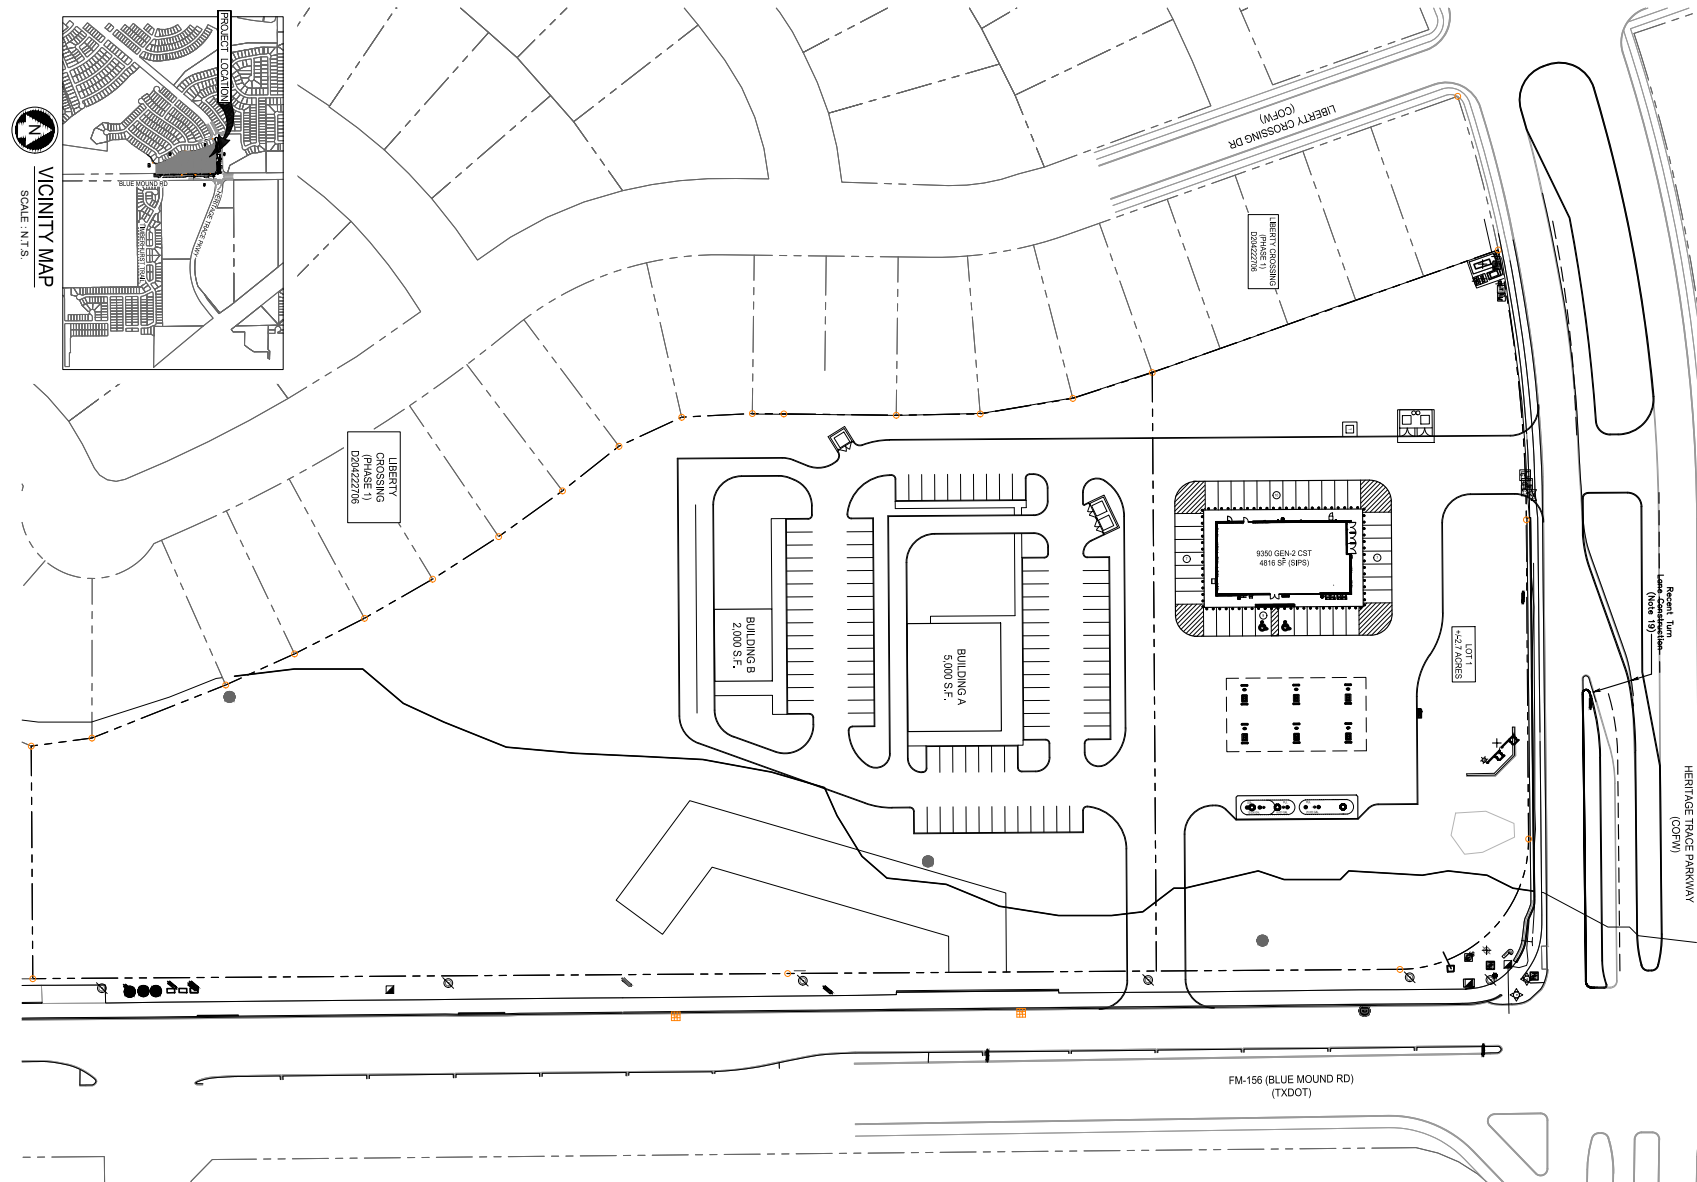 PROJECT LOCATION
N
VICINITY MAP
SCALE : N.T.S.
BLUE MOUND RD
HERITAGE TRACE PKWY
TIMBERHURST TRAIL
LIBERTY CROSSING DR
(COFW)
LIBERTY CROSSING
(PHASE 1)
D204222706
LIBERTY
CROSSING
(PHASE 1)
D204222706
9350 GEN-2 CST
4816 SF (SIPS)
BUILDING B
2,000 S.F.
BUILDING A
5,000 S.F.
LOT 1
+/-2.7 ACRES
Recent Turn
Lane Construction
(Note 19)
HERITAGE TRACE PARKWAY
(COFW)
FM-156 (BLUE MOUND RD)
(TXDOT)